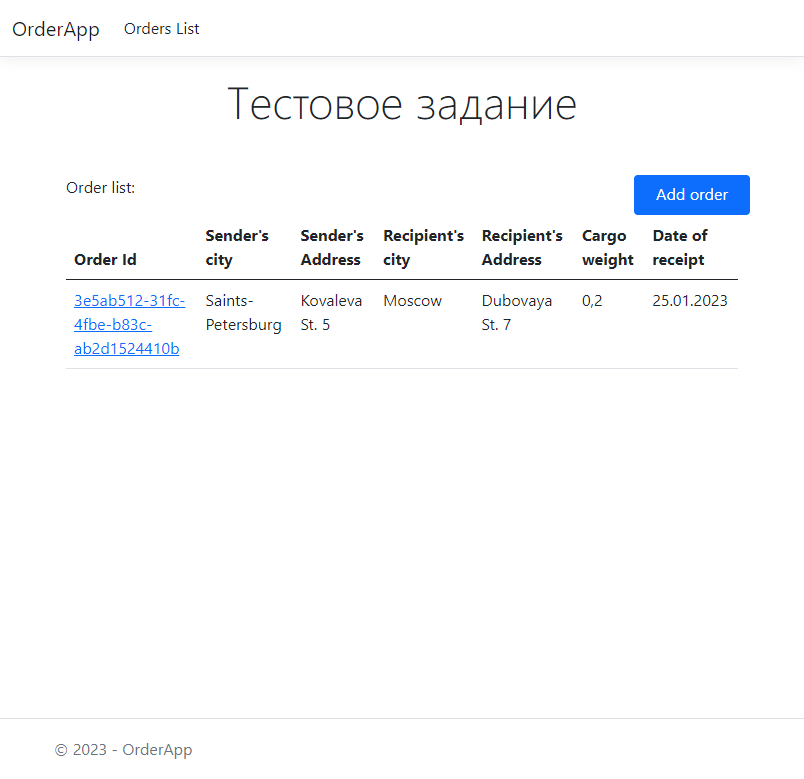 OrderApp Orders List
Тестовое задание
Order list:
Add order
Order Id Sender's city Sender's Address Recipient's city Recipient's Address Cargo weight Date of receipt
3e5ab512-31fc- Saints- Kovaleva Moscow Dubovaya 0,2 25.01.2023
4fbe-b83c- Petersburg St. 5 St. 7
ab2d1524410b
© 2023 - OrderApp